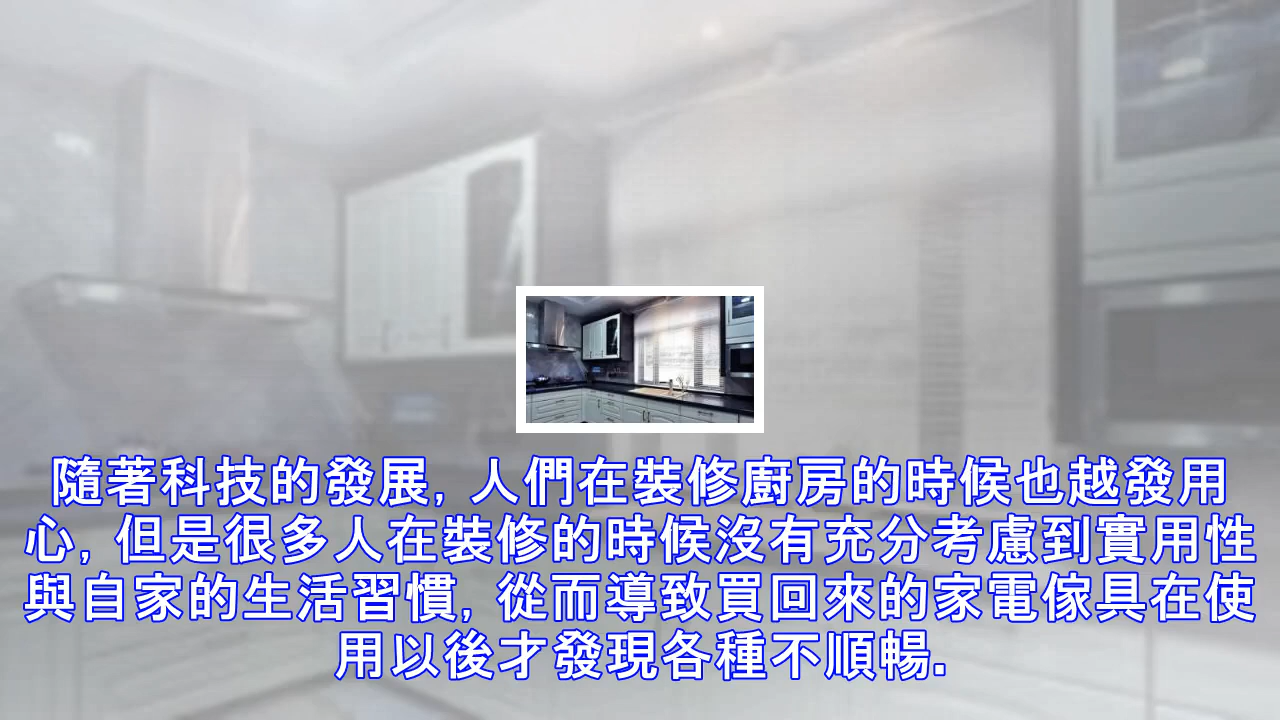 隨著科技的發展, 人們在裝修廚房的時候也越發用
心, 但是很多人在裝修的時候沒有充分考慮到實用性
與自家的生活習慣, 從而導致買回來的家電傢具在使
用以後才發現各種不順暢.